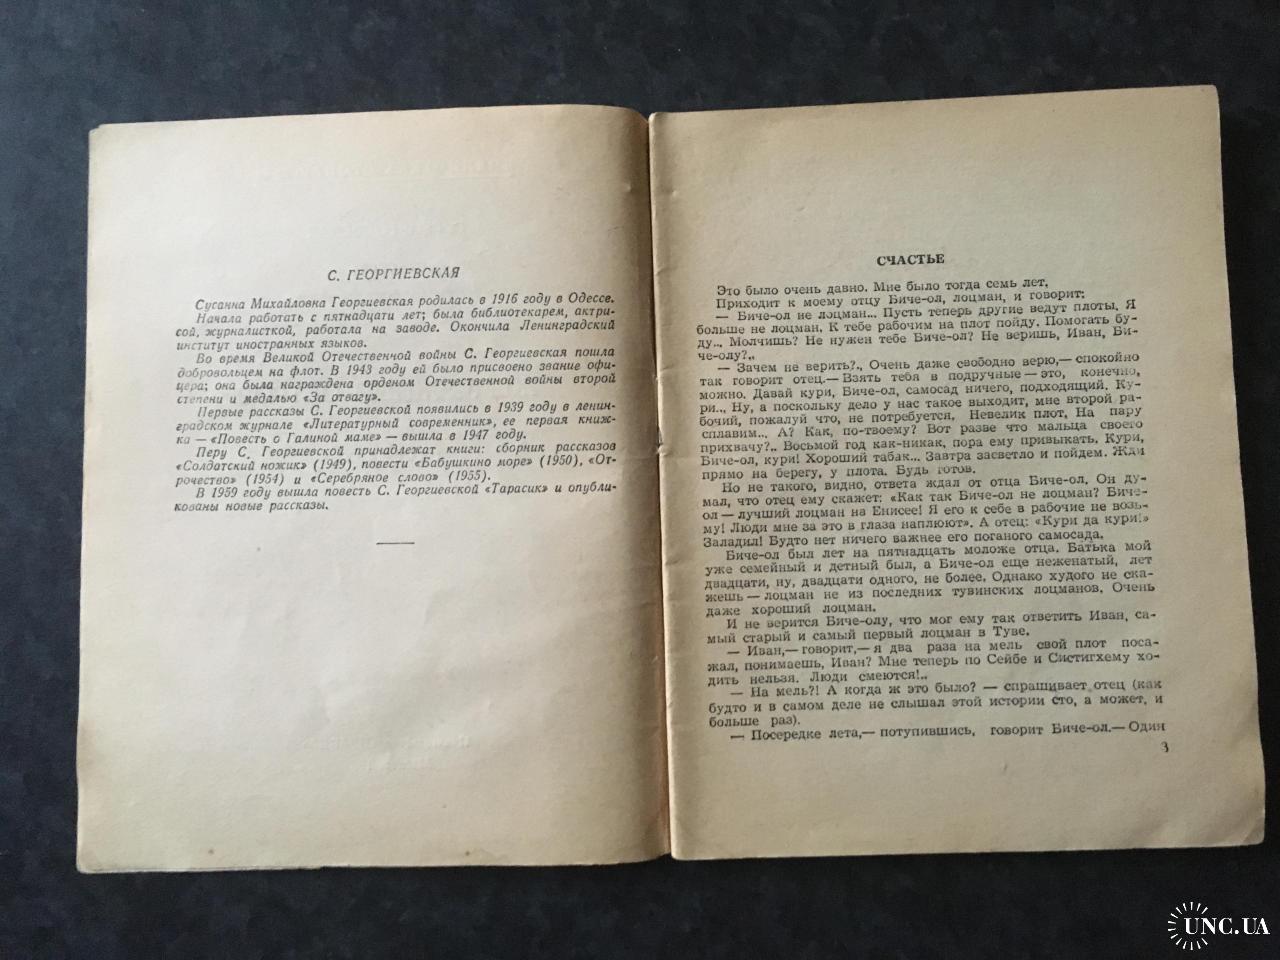 С. ГЕОРГИЕВСКАЯ
Сусанна Михайловна Георгиевская родилась в 1916 году в Одессе.
Начала работать с пятнадцати лет; была библиотекарем, актри-
сой, журналисткой, работала на заводе. Окончила Ленинградский
институт иностранных языков.
Во время Великой Отечественной войны С. Георгиевская пошла
добровольцем на флот. В 1943 году ей было присвоено звание офи-
цера; она была награждена орденом Отечественной войны второй
степени и медалью «За отвагу».
Первые рассказы С. Георгиевской появились в 1939 году в ленин-
градском журнале «Литературный современник», ее первая книж-
ка — «Повесть о Галиной маме» — вышла в 1947 году.
Перу С. Георгиевской принадлежат книги: сборник рассказов
«Солдатский ножик» (1949), повести «Бабушкино море» (1950), «От-
рочество» (1954) и «Серебряное слово» (1955).
В 1959 году вышла повесть С. Георгиевской «Тарасик» и опубли-
кованы новые рассказы.
СЧАСТЬЕ
Это было очень давно. Мне было тогда семь лет.
Приходит к моему отцу Биче-ол, лоцман, и говорит:
— Биче-ол не лоцман... Пусть теперь другие ведут плоты. Я
больше не лоцман. К тебе рабочим на плот пойду. Помогать бу-
ду... Молчишь? Не нужен тебе Биче-ол? Не веришь, Иван, Би-
че-олу?..
— Зачем не верить?.. Очень даже свободно верю,— спокойно
так говорит отец.— Взять тебя в подручные — это, конечно,
можно. Давай кури, Биче-ол, самосад ничего, подходящий. Ку-
ри... Ну, а поскольку дело у нас такое выходит, мне второй ра-
бочий, пожалуй что, не потребуется. Невелик плот. На пару
сплавим... А? Как, по-твоему? Вот разве что мальца своего
прихвачу?.. Восьмой год как-никак, пора ему привыкать. Кури,
Биче-ол, кури! Хороший табак... Завтра засветло и пойдем. Жди
прямо на берегу, у плота. Будь готов.
Но не такого, видно, ответа ждал от отца Биче-ол. Он ду-
мал, что отец ему скажет: «Как так Биче-ол не лоцман? Биче-
ол — лучший лоцман на Енисее! Я его к себе в рабочие не возь-
му! Люди мне за это в глаза наплюют». А отец: «Кури да кури!»
Заладил! Будто нет ничего важнее его поганого самосада.
Биче-ол был лет на пятнадцать моложе отца. Батька мой
уже семейный и детный был, а Биче-ол еще неженатый, лет
двадцати, ну, двадцати одного, не более. Однако худого не ска-
жешь — лоцман не из последних тувинских лоцманов. Очень
даже хороший лоцман.
И не верится Биче-олу, что мог ему так ответить Иван, са-
мый старый и самый первый лоцман в Туве.
— Иван,— говорит,— я два раза на мель свой плот поса-
жал, понимаешь, Иван? Мне теперь по Сейбе и Систигхему хо-
дить нельзя. Люди смеются!..
— На мель?! А когда ж это было? — спрашивает отец (как
будто и в самом деле не слышал этой истории сто, а может, и
больше раз).
— Посередке лета,— потупившись, говорит Биче-ол.— Один
3
UNC.UA